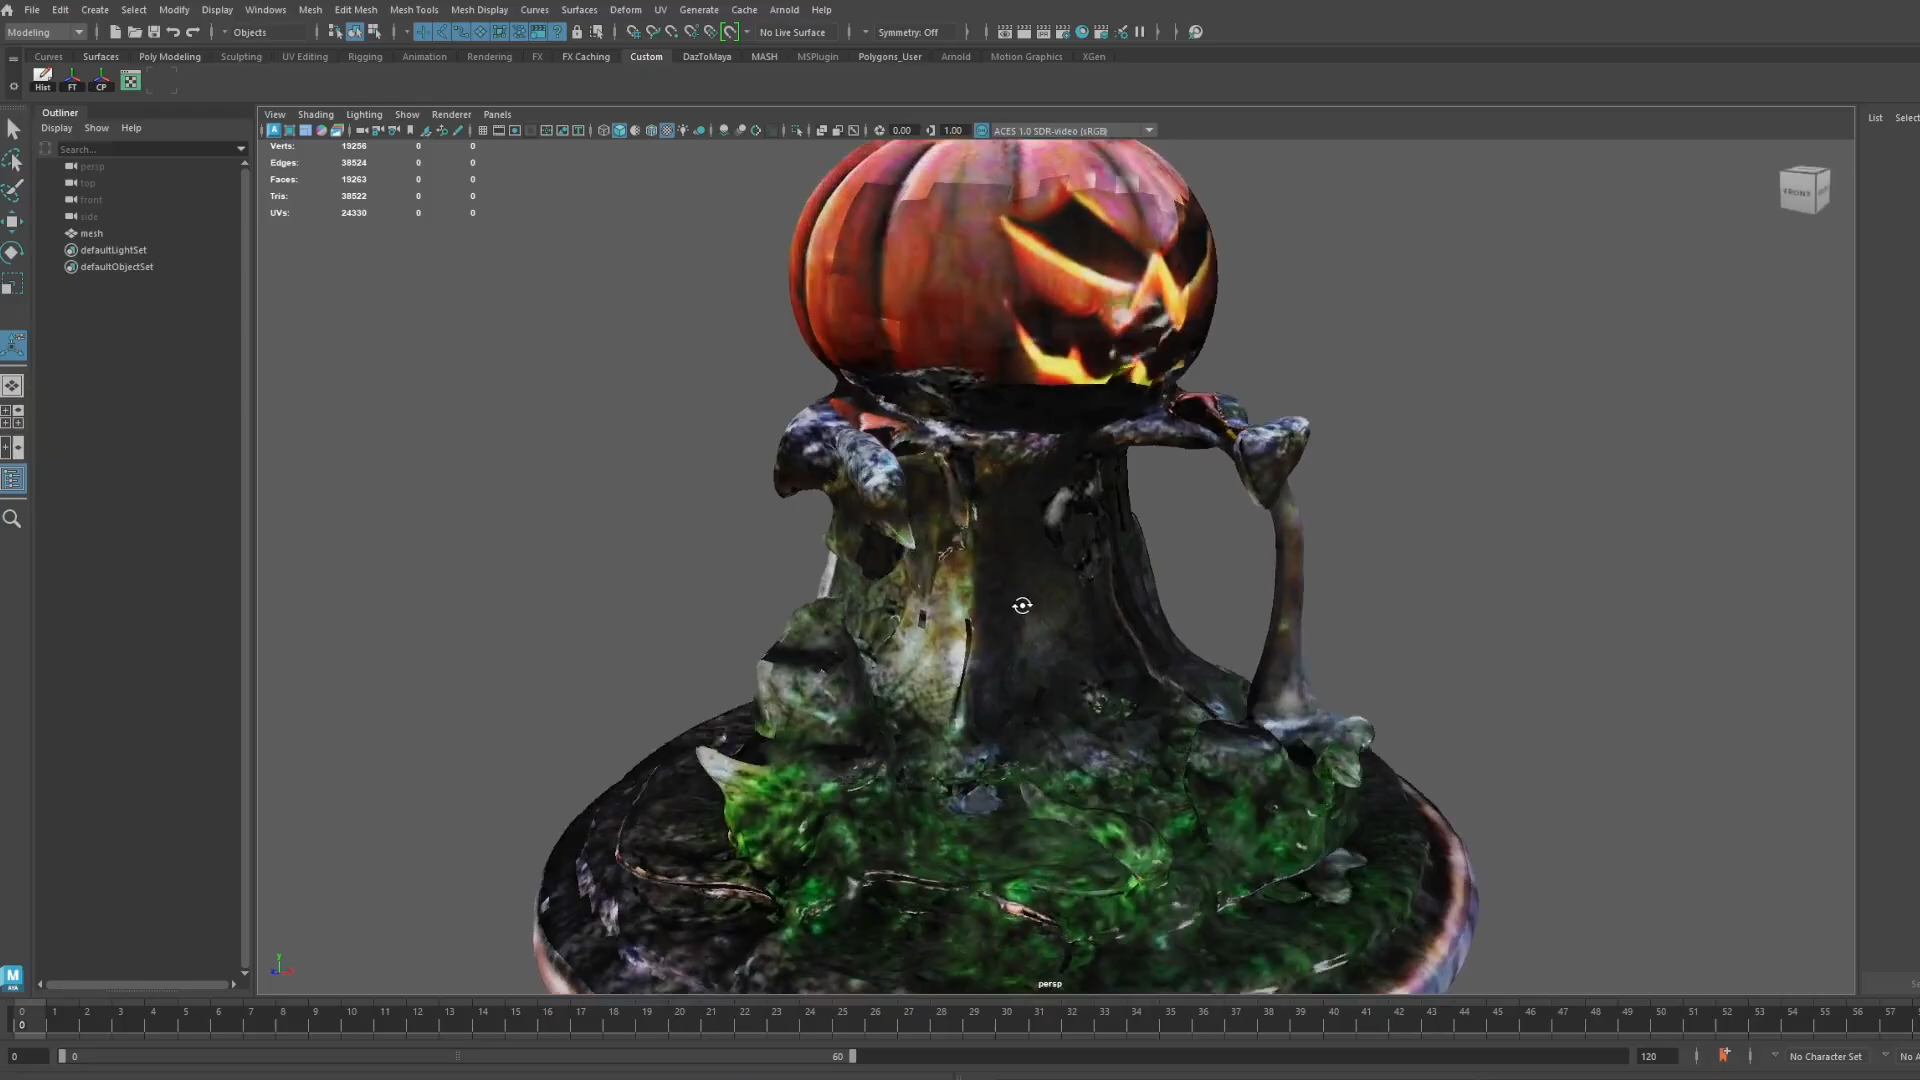 File Edit Create Select Modify Display Windows Mesh Edit Mesh Mesh Tools Mesh Display Curves Surfaces Deform UV Generate Cache Arnold Help
Modeling Objects No Live Surface Symmetry: Off
Curves Surfaces Poly Modeling Sculpting UV Editing Rigging Animation Rendering FX FX Caching Custom DazToMaya MASH MSPlugin Polygons_User Arnold Motion Graphics XGen
Hist FT CP
Outliner
Display Show Help
Search...
persp
top
front
side
mesh
defaultLightSet
defaultObjectSet
View Shading Lighting Show Renderer Panels
0.00 1.00 ACES 1.0 SDR-video (sRGB)
Verts: 19256 0 0
Edges: 38524 0 0
Faces: 19263 0 0
Tris: 38522 0 0
UVs: 24330 0 0
FRONT
List Select
persp
0 1 2 3 4 5 6 7 8 9 10 11 12 13 14 15 16 17 18 19 20 21 22 23 24 25 26 27 28 29 30 31 32 33 34 35 36 37 38 39 40 41 42 43 44 45 46 47 48 49 50 51 52 53 54 55 56 57
0
0 0 60 120 No Character Set No A